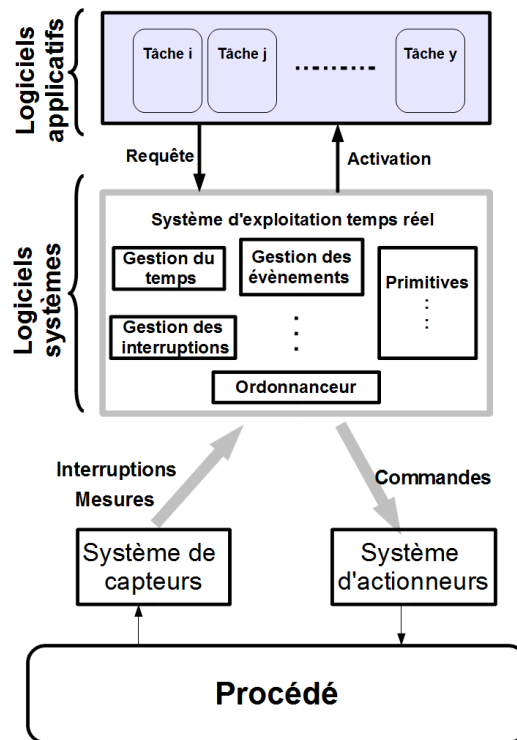 Logiciels
applicatifs
Tâche i
Tâche j
Tâche y
Requête
Activation
Logiciels
systèmes
Système d'exploitation temps réel
Gestion du
temps
Gestion des
évènements
Primitives
Gestion des
interruptions
Ordonnanceur
Interruptions
Mesures
Commandes
Système de
capteurs
Système
d'actionneurs
Procédé